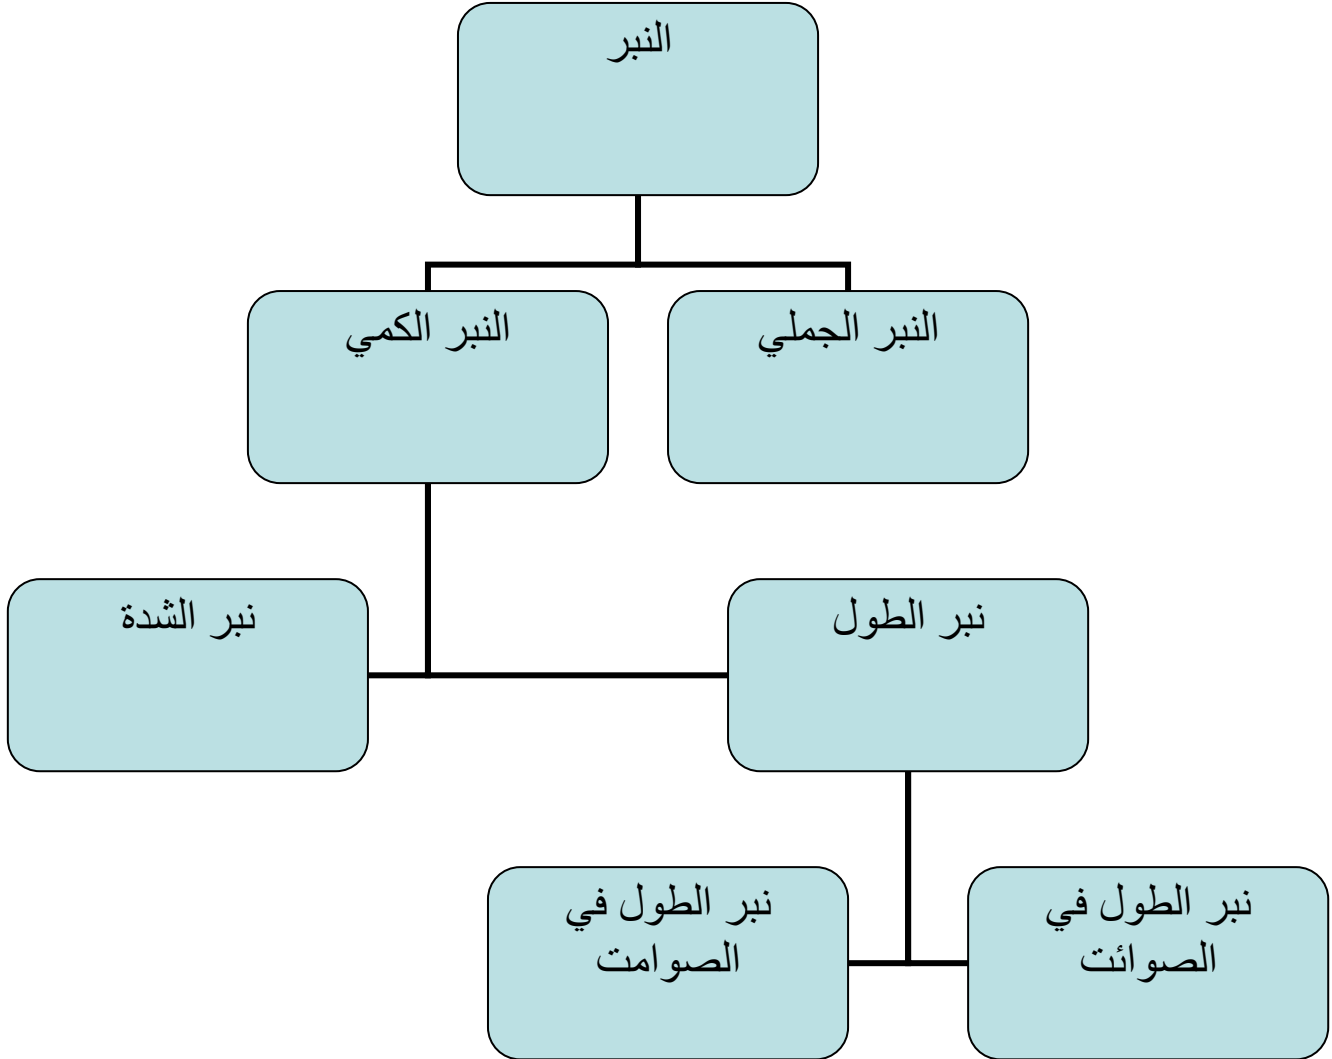 النبر
النبر الجملي
النبر الكمي
نبر الطول
نبر الشدة
نبر الطول في
الصوائت
نبر الطول في
الصوامت